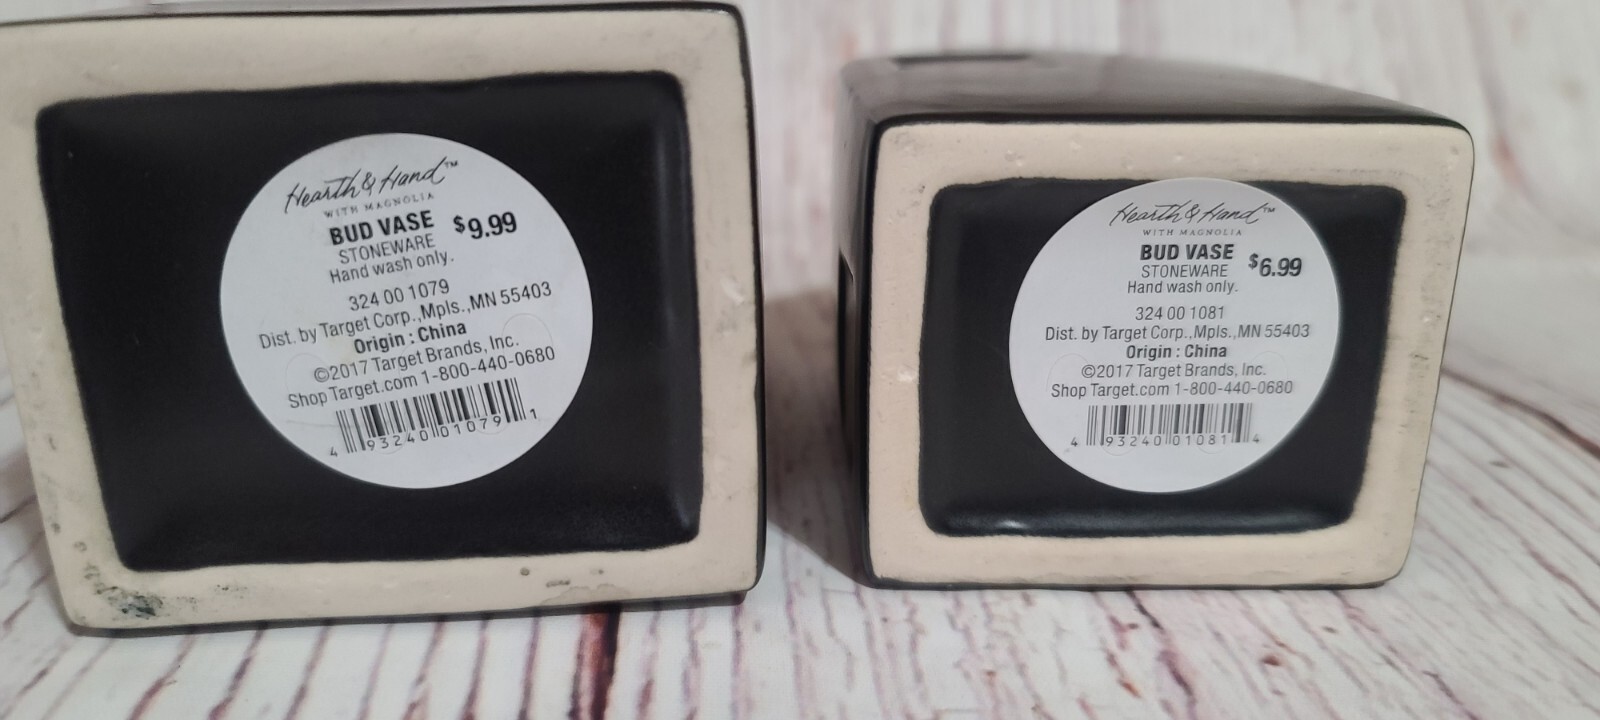 Hearth & Hand™
WITH MAGNOLIA
BUD VASE $9.99
STONEWARE
Hand wash only.
324 00 1079
Dist. by Target Corp.,Mpls.,MN 55403
Origin : China
©2017 Target Brands, Inc.
Shop Target.com 1-800-440-0680
4 93240 01079 1
Hearth & Hand™
WITH MAGNOLIA
BUD VASE $6.99
STONEWARE
Hand wash only.
324 00 1081
Dist. by Target Corp.,Mpls.,MN 55403
Origin : China
©2017 Target Brands, Inc.
Shop Target.com 1-800-440-0680
4 93240 01081 4